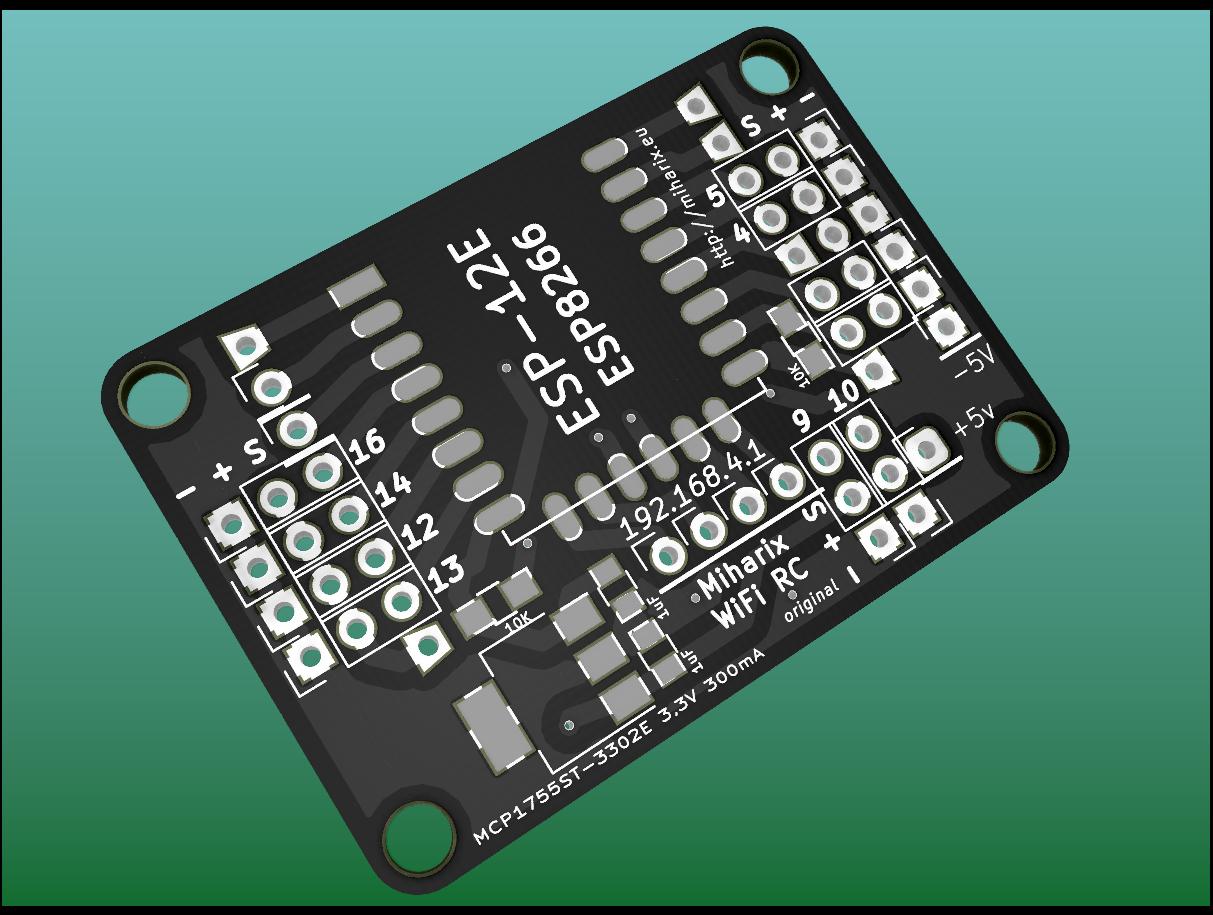 ESP-12E
ESP8266
http://miharix.eu
S + -
5
4
10K
-5V
+5v
9 10
S + -
192.168.4.1
Miharix
WiFi RC
original
- + S
16
14
12
13
10K
1uF
1uF
MCP1755ST-3302E 3.3V 300mA